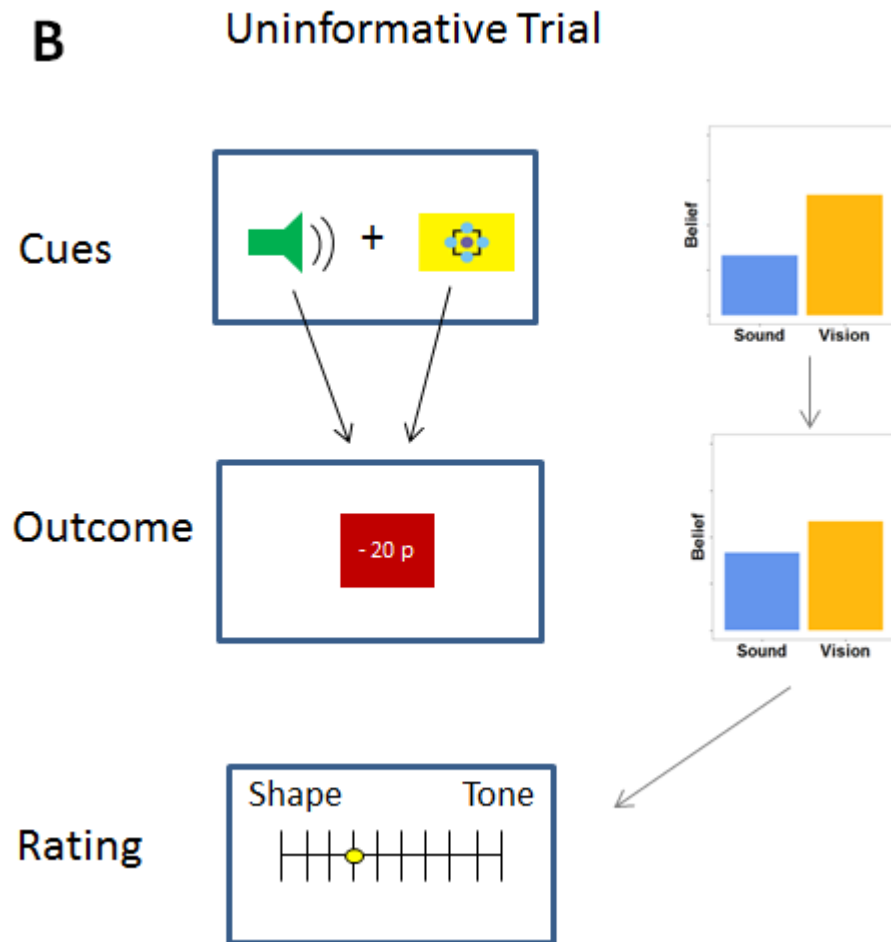 B
Uninformative Trial
Cues
+
Belief
Sound Vision
Outcome
- 20 p
Belief
Sound Vision
Rating
Shape Tone